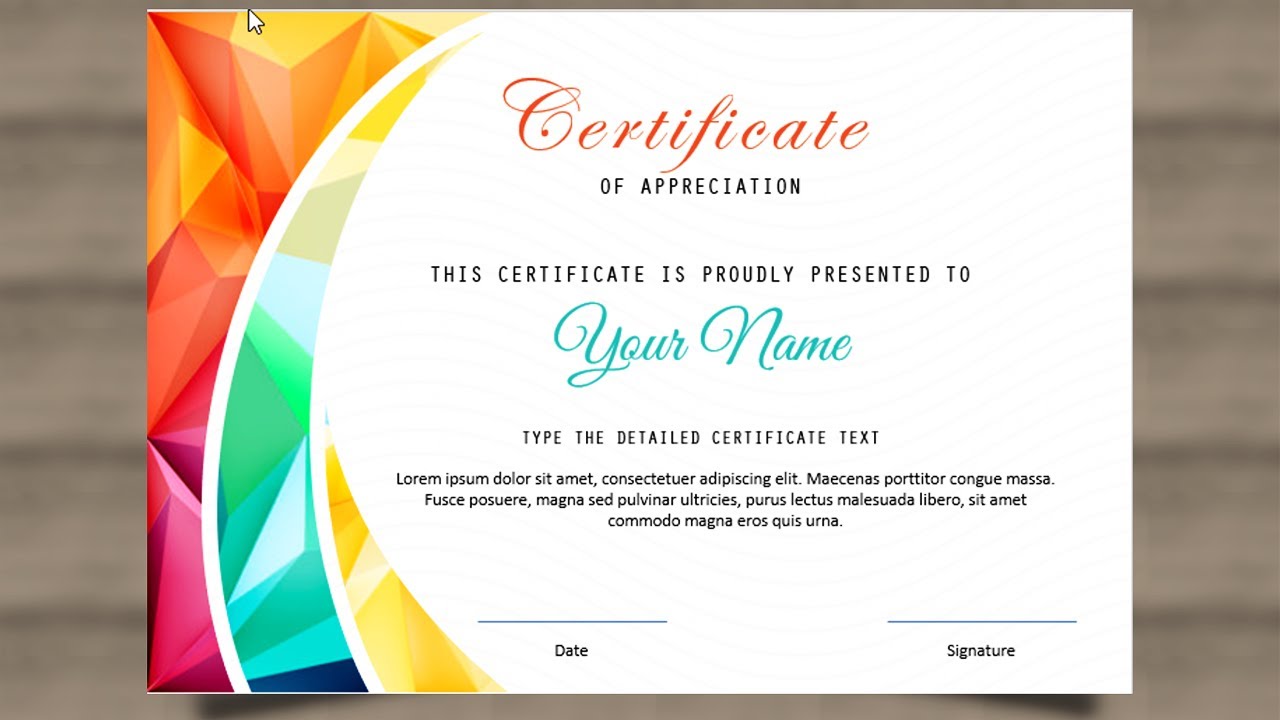 Certificate
OF APPRECIATION
THIS CERTIFICATE IS PROUDLY PRESENTED TO
Your Name
TYPE THE DETAILED CERTIFICATE TEXT
Lorem ipsum dolor sit amet, consectetuer adipiscing elit. Maecenas porttitor congue massa.
Fusce posuere, magna sed pulvinar ultricies, purus lectus malesuada libero, sit amet
commodo magna eros quis urna.
Date
Signature